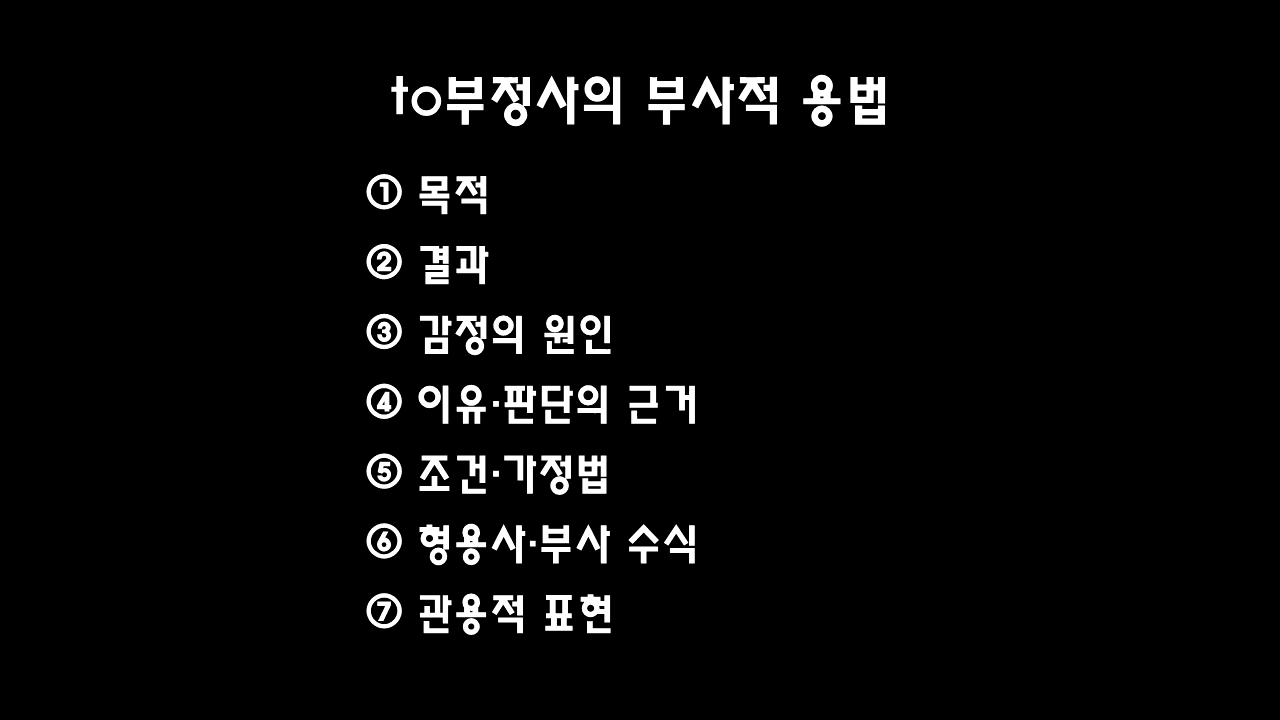 to부정사의 부사적 용법
① 목적
② 결과
③ 감정의 원인
④ 이유·판단의 근거
⑤ 조건·가정법
⑥ 형용사·부사 수식
⑦ 관용적 표현